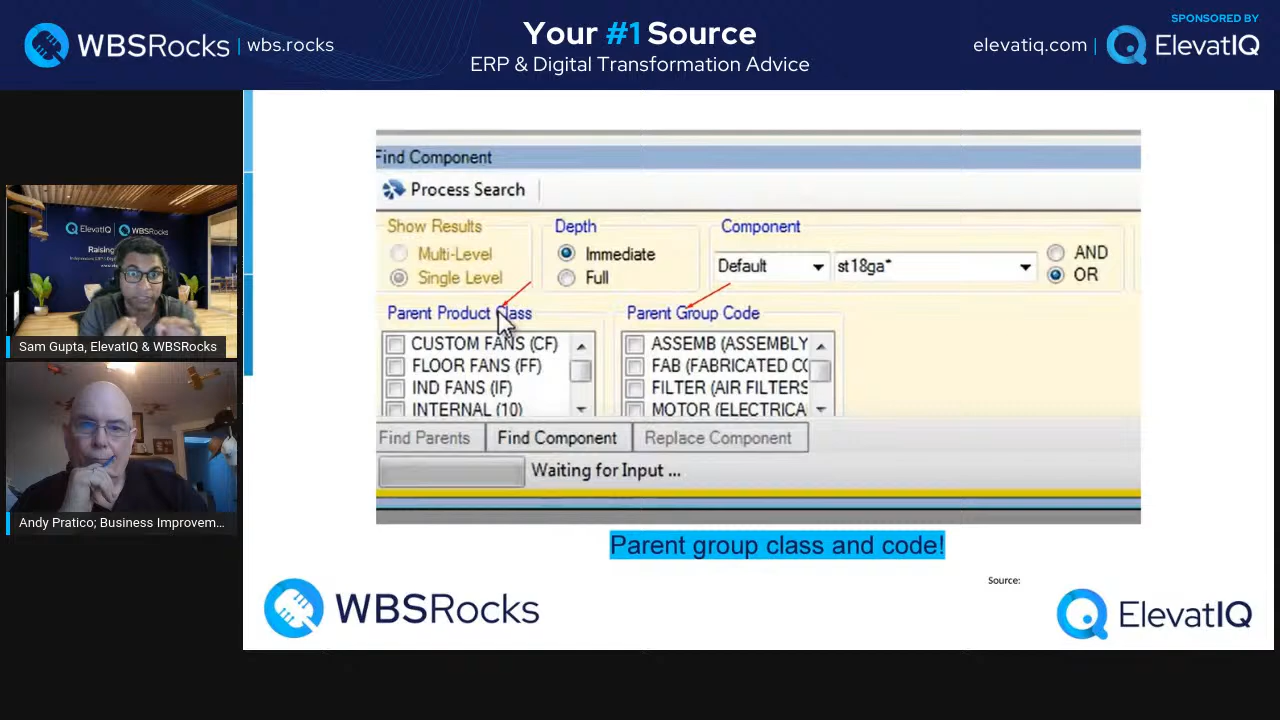 WBSRocks | wbs.rocks
Your #1 Source
ERP & Digital Transformation Advice
SPONSORED BY
elevatiq.com | ElevatIQ
ElevatIQ WBSRocks
Raising
Sam Gupta, ElevatIQ & WBSRocks
Andy Pratico; Business Improvem...
Find Component
Process Search
Show Results
Multi-Level
Single Level
Depth
Immediate
Full
Component
Default
st18ga*
AND
OR
Parent Product Class
CUSTOM FANS (CF)
FLOOR FANS (FF)
IND FANS (IF)
INTERNAL (10)
Parent Group Code
ASSEMB (ASSEMBLY
FAB (FABRICATED CO
FILTER (AIR FILTERS
MOTOR (ELECTRICA
Find Parents
Find Component
Replace Component
Waiting for Input ...
Parent group class and code!
Source:
WBSRocks
ElevatIQ